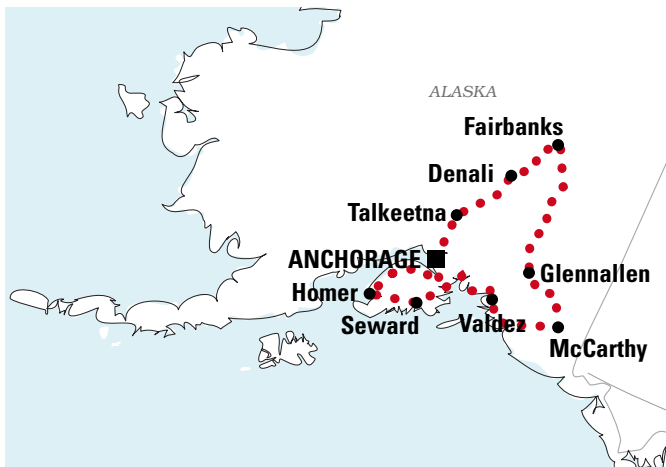 ALASKA
Fairbanks
Denali
Talkeetna
ANCHORAGE
Glennallen
Homer
Seward
Valdez
McCarthy